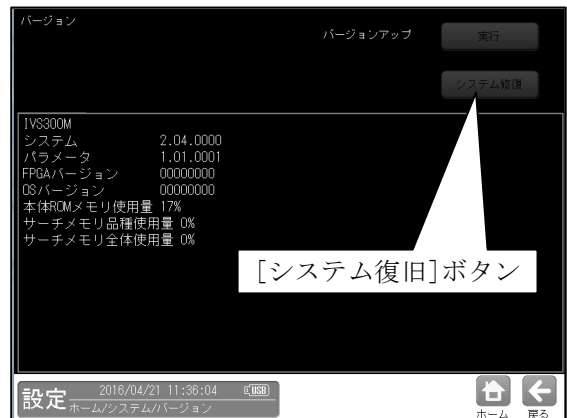 バージョン
バージョンアップ 実行
システム修復
IVS300M
システム 2.04.0000
パラメータ 1.01.0001
FPGAバージョン 00000000
OSバージョン 00000000
本体ROMメモリ使用量 17%
サーチメモリ品種使用量 0%
サーチメモリ全体使用量 0%
[システム復旧]ボタン
設定 2016/04/21 11:36:04 USB
ホーム/システム/バージョン
ホーム 戻る